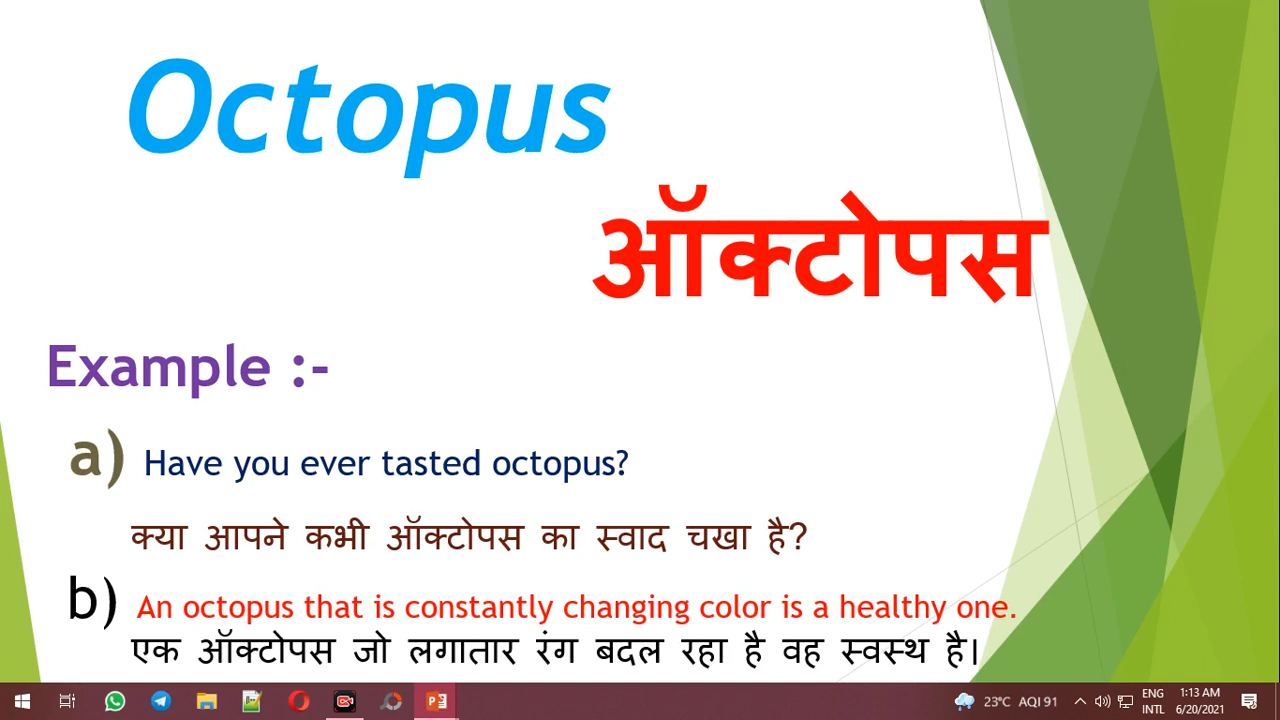 Octopus
ऑक्टोपस
Example :-
a) Have you ever tasted octopus?
क्या आपने कभी ऑक्टोपस का स्वाद चखा है?
b) An octopus that is constantly changing color is a healthy one.
एक ऑक्टोपस जो लगातार रंग बदल रहा है वह स्वस्थ है।
23°C AQI 91
ENG
INTL
1:13 AM
6/20/2021